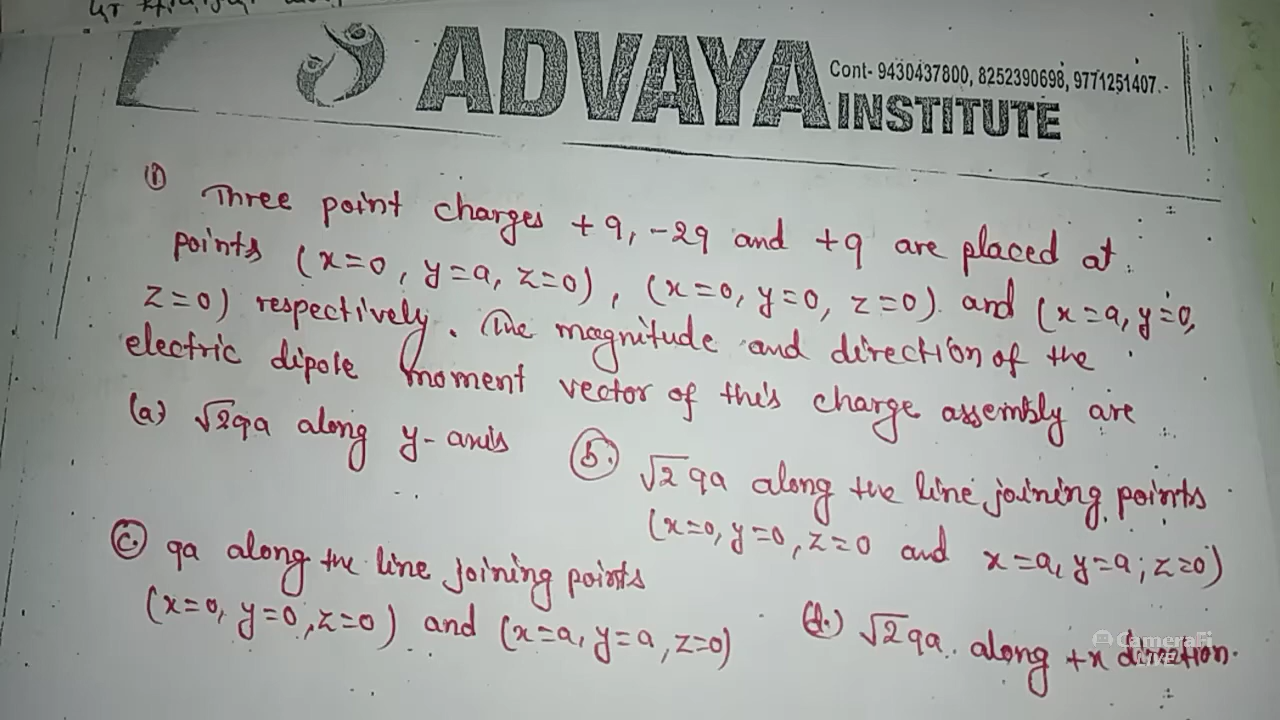 ADVAYA
Cont- 9430437800, 8252390698, 9771251407.-
INSTITUTE
① Three point charges +q, -2q and +q are placed at
points (x=0, y=a, z=0), (x=0, y=0, z=0) and (x=a, y=0,
z=0) respectively. The magnitude and direction of the
electric dipole moment vector of this charge assembly are
(a) √2qa along y-axis
(b.) √2 qa along the line joining points
(x=0, y=0, z=0 and x=a, y=a, z=0)
(c.) qa along the line joining points
(x=0, y=0, z=0) and (x=a, y=a, z=0)
(d.) √2qa. along +x direction.
CameraFi
LIVE